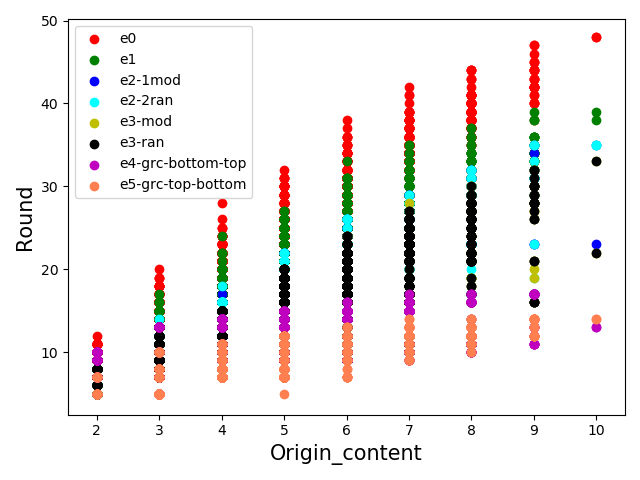 50
40
30
20
10
Round
e0
e1
e2-1mod
e2-2ran
e3-mod
e3-ran
e4-grc-bottom-top
e5-grc-top-bottom
2 3 4 5 6 7 8 9 10
Origin_content